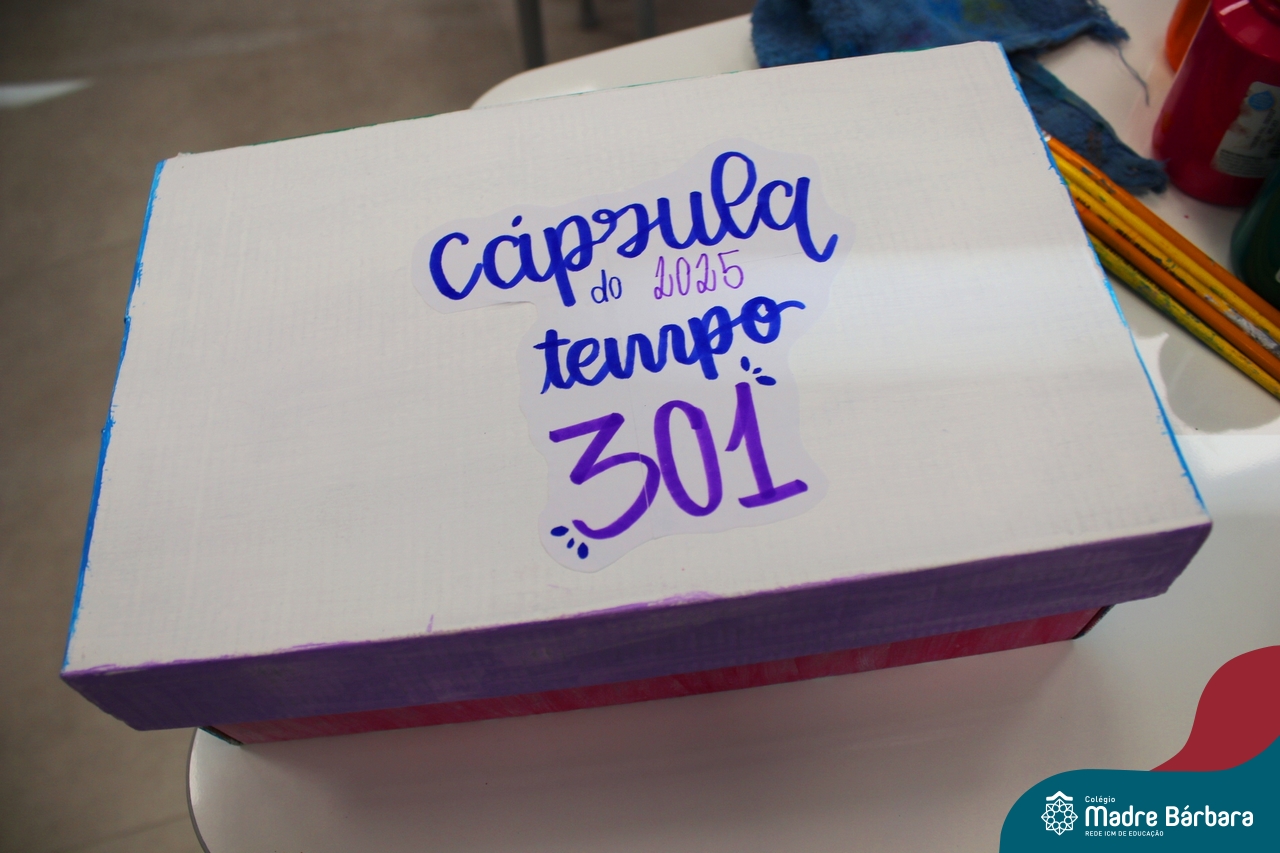 cápsula
do 2025
tempo
301
Colégio
Madre Bárbara
REDE ICM DE EDUCAÇÃO